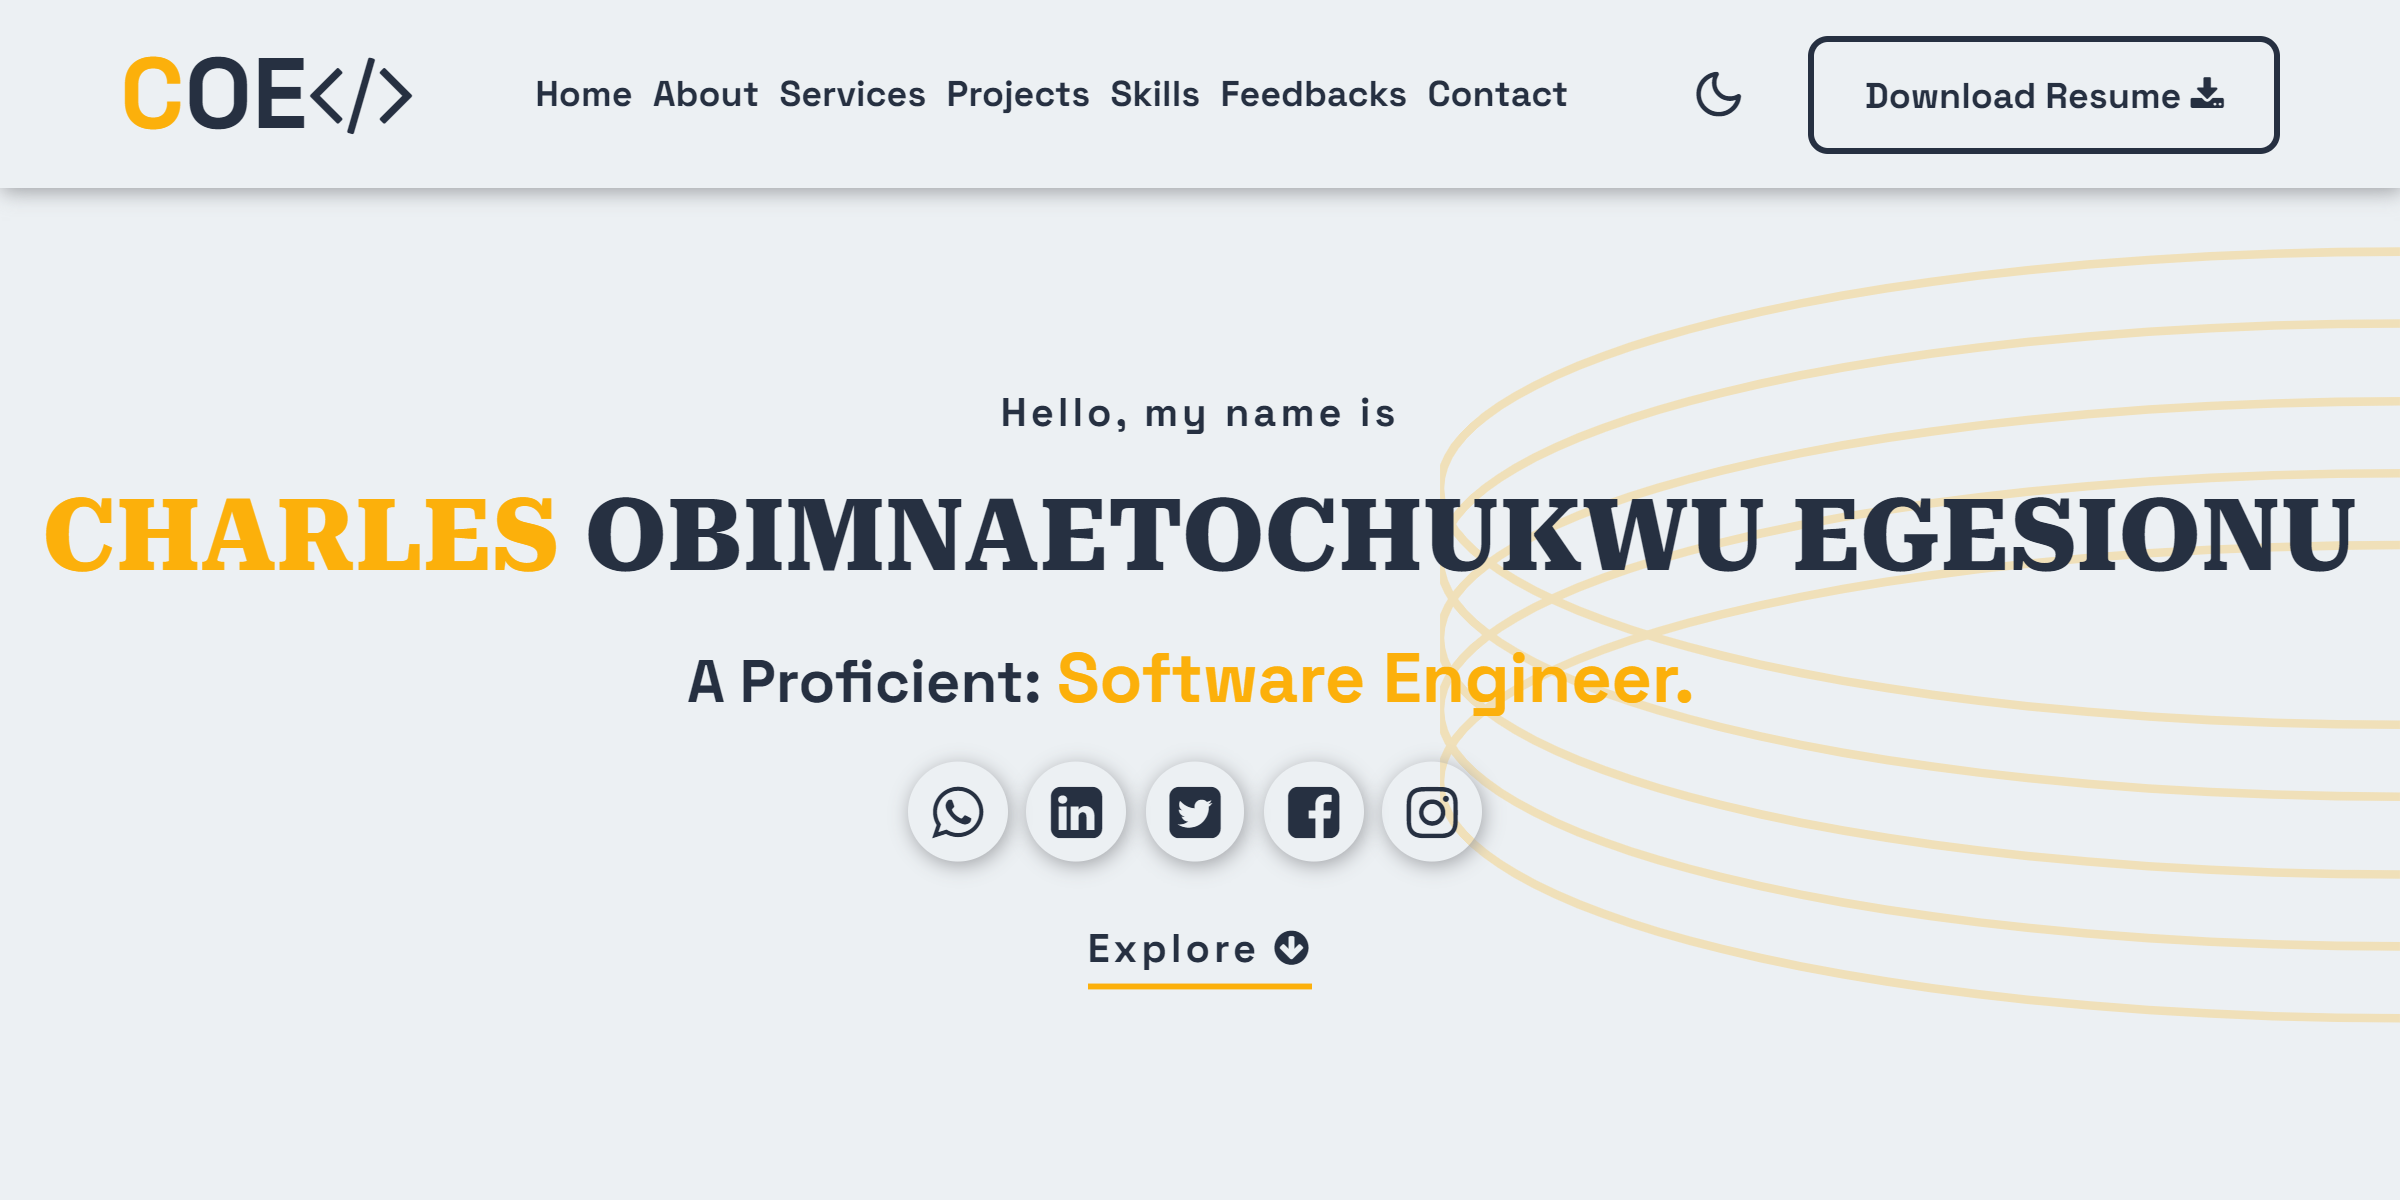 COE</>
Home About Services Projects Skills Feedbacks Contact
Download Resume
Hello, my name is
CHARLES OBIMNAETOCHUKWU EGESIONU
A Proficient: Software Engineer.
Explore